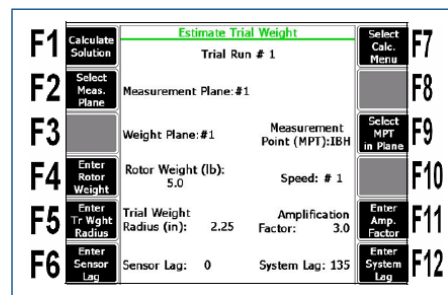 Estimate Trial Weight
Trial Run # 1
F1
Calculate
Solution
F2
Select
Meas.
Plane
F3
F4
Enter
Rotor
Weight
F5
Enter
Tr Wght
Radius
F6
Enter
Sensor
Lag
Measurement Plane:#1
Weight Plane:#1
Measurement
Point (MPT):IBH
Rotor Weight (lb):
5.0
Speed: # 1
Trial Weight
Radius (in): 2.25
Amplification
Factor: 3.0
Sensor Lag: 0
System Lag: 135
Select
Calc.
Menu
F7
F8
Select
MPT
in Plane
F9
F10
Enter
Amp.
Factor
F11
Enter
System
Lag
F12